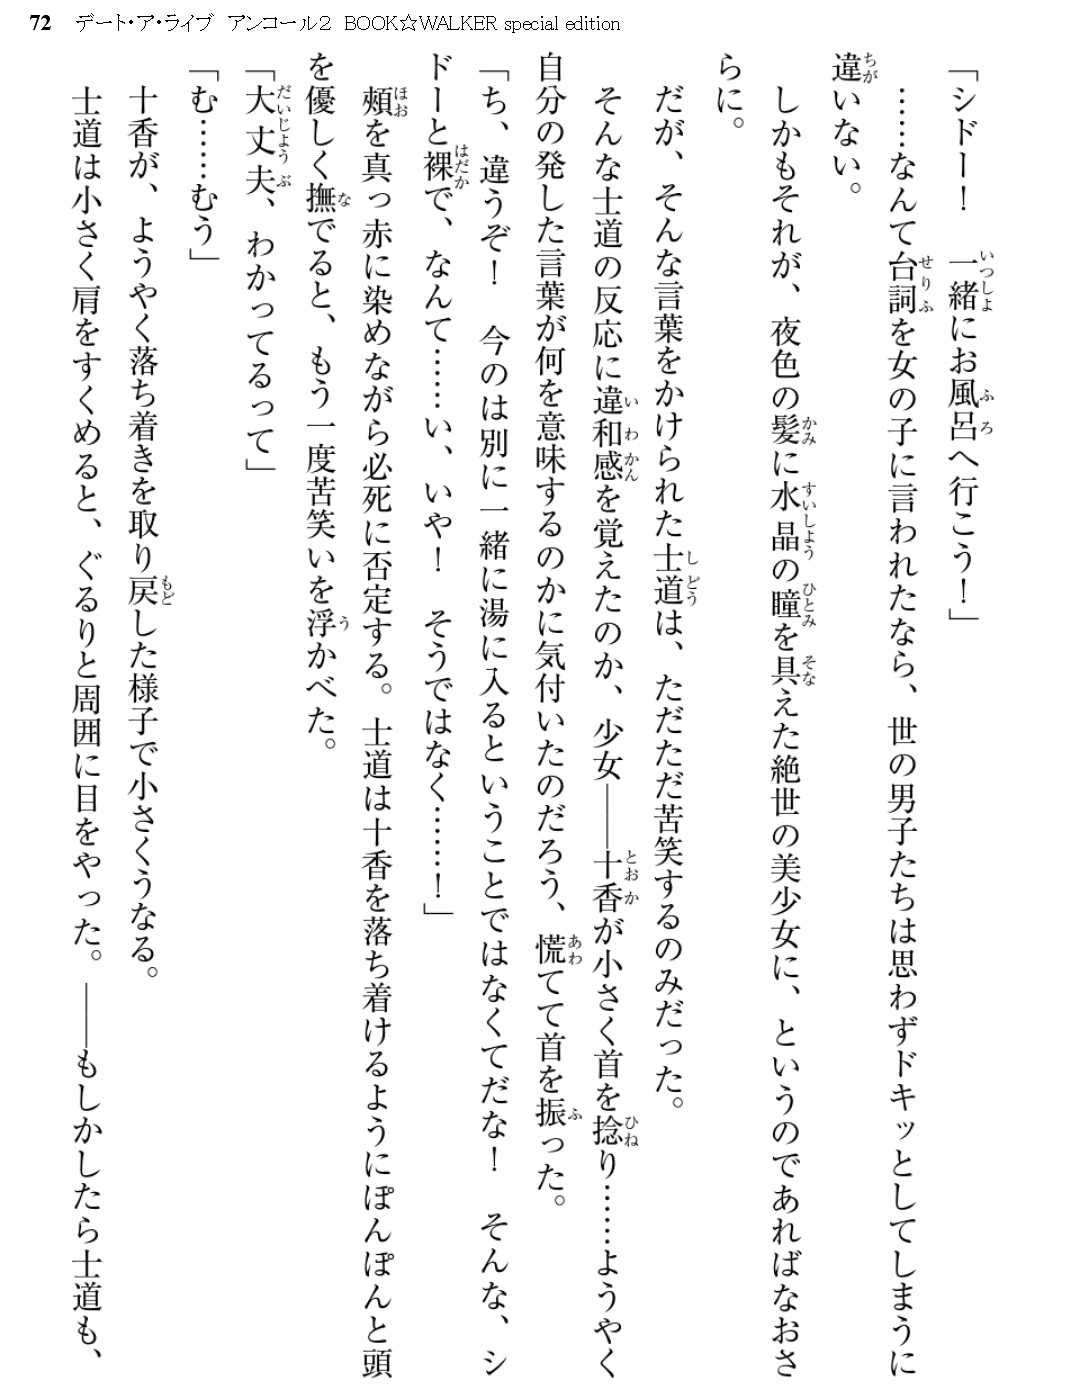 72 デート・ア・ライブ アンコール2 BOOK☆WALKER special edition
「シドー！　一緒にお風呂へ行こう！」
……なんて台詞を女の子に言われたなら、世の男子たちは思わずドキッとしてしまうに
違いない。
しかもそれが、夜色の髪に水晶の瞳を具えた絶世の美少女に、というのであればなおさ
らに。
だが、そんな言葉をかけられた士道は、ただただ苦笑するのみだった。
そんな士道の反応に違和感を覚えたのか、少女――十香が小さく首を捻り……ようやく
自分の発した言葉が何を意味するのかに気付いたのだろう、慌てて首を振った。
「ち、違うぞ！　今のは別に一緒に湯に入るということではなくてだな！　そんな、シ
ドーと裸で、なんて……い、いや！　そうではなく……！」
頰を真っ赤に染めながら必死に否定する。士道は十香を落ち着けるようにぽんぽんと頭
を優しく撫でると、もう一度苦笑いを浮かべた。
「大丈夫、わかってるって」
「む……むう」
十香が、ようやく落ち着きを取り戻した様子で小さくうなる。
士道は小さく肩をすくめると、ぐるりと周囲に目をやった。――もしかしたら士道も、